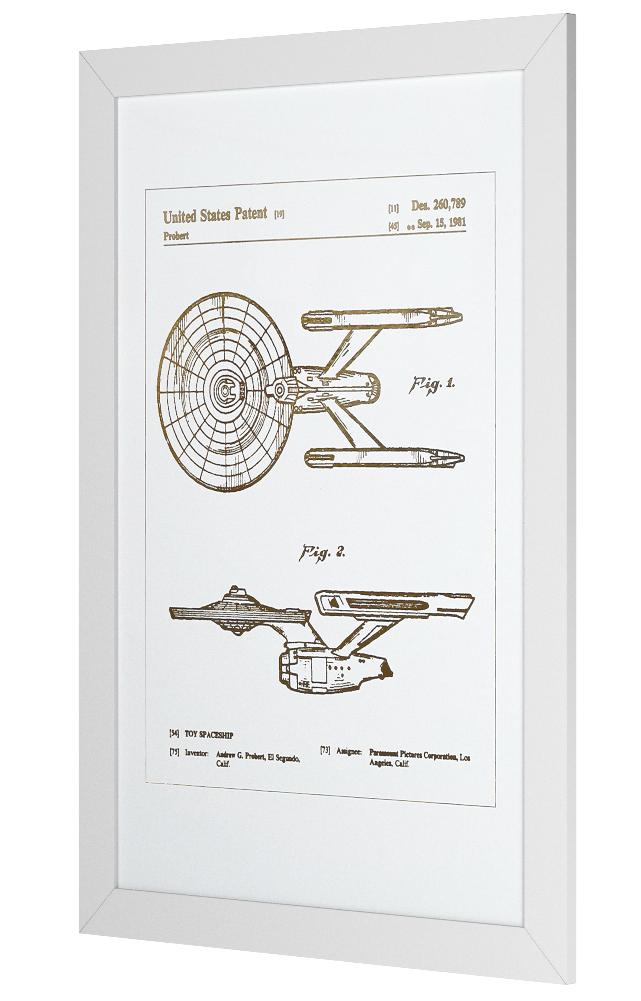 United States Patent [19]
[11] Des. 260,789
Probert
[45] ** Sep. 15, 1981
Fig. 1.
Fig. 2.
[54] TOY SPACESHIP
[75] Inventor: Andrew G. Probert, El Segundo,
Calif.
[73] Assignee: Paramount Pictures Corporation, Los
Angeles, Calif.